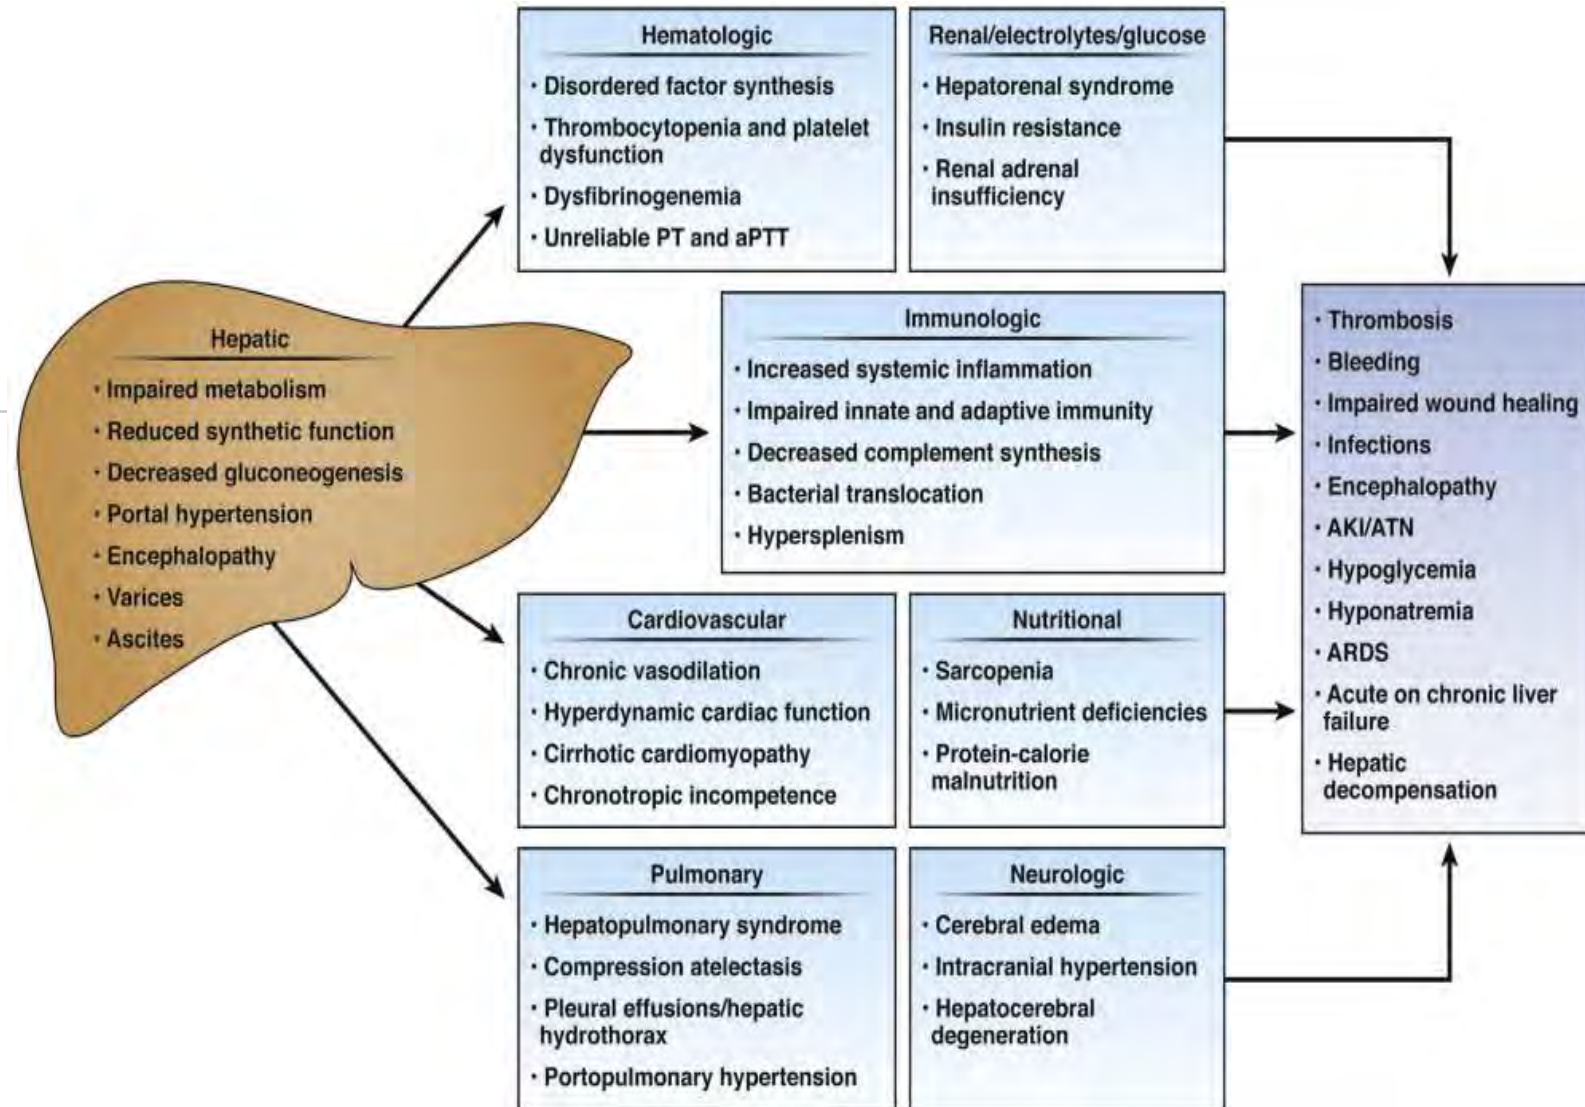 Hepatic
· Impaired metabolism
· Reduced synthetic function
· Decreased gluconeogenesis
· Portal hypertension
· Encephalopathy
· Varices
· Ascites
Hematologic
· Disordered factor synthesis
· Thrombocytopenia and platelet
dysfunction
· Dysfibrinogenemia
· Unreliable PT and aPTT
Renal/electrolytes/glucose
· Hepatorenal syndrome
· Insulin resistance
· Renal adrenal
insufficiency
Immunologic
· Increased systemic inflammation
· Impaired innate and adaptive immunity
· Decreased complement synthesis
· Bacterial translocation
· Hypersplenism
Cardiovascular
· Chronic vasodilation
· Hyperdynamic cardiac function
· Cirrhotic cardiomyopathy
· Chronotropic incompetence
Nutritional
· Sarcopenia
· Micronutrient deficiencies
· Protein-calorie
malnutrition
Pulmonary
· Hepatopulmonary syndrome
· Compression atelectasis
· Pleural effusions/hepatic
hydrothorax
· Portopulmonary hypertension
Neurologic
· Cerebral edema
· Intracranial hypertension
· Hepatocerebral
degeneration
· Thrombosis
· Bleeding
· Impaired wound healing
· Infections
· Encephalopathy
· AKI/ATN
· Hypoglycemia
· Hyponatremia
· ARDS
· Acute on chronic liver
failure
· Hepatic
decompensation